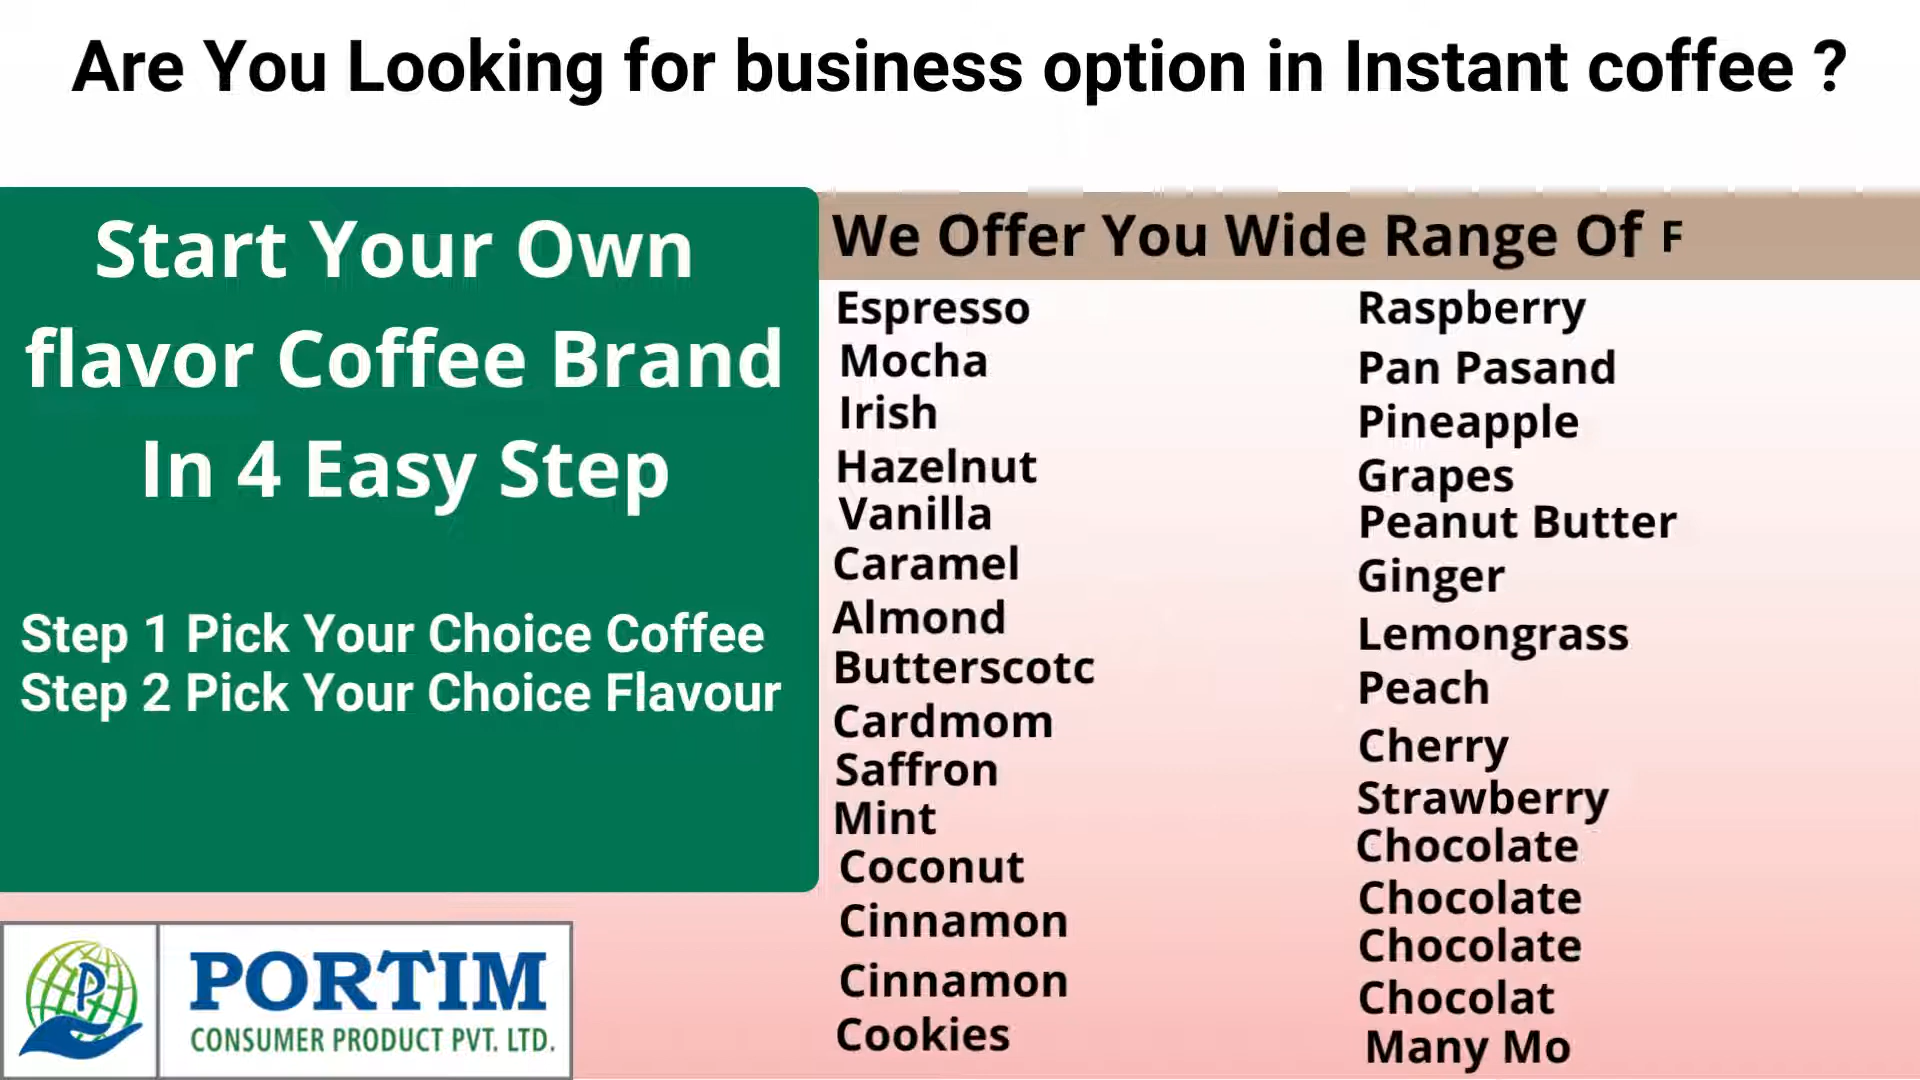 Are You Looking for business option in Instant coffee ?
Start Your Own
flavor Coffee Brand
In 4 Easy Step
Step 1 Pick Your Choice Coffee
Step 2 Pick Your Choice Flavour
We Offer You Wide Range Of F
Espresso
Mocha
Irish
Hazelnut
Vanilla
Caramel
Almond
Butterscotc
Cardmom
Saffron
Mint
Coconut
Cinnamon
Cinnamon
Cookies
Raspberry
Pan Pasand
Pineapple
Grapes
Peanut Butter
Ginger
Lemongrass
Peach
Cherry
Strawberry
Chocolate
Chocolate
Chocolate
Chocolat
Many Mo
P
PORTIM
CONSUMER PRODUCT PVT. LTD.